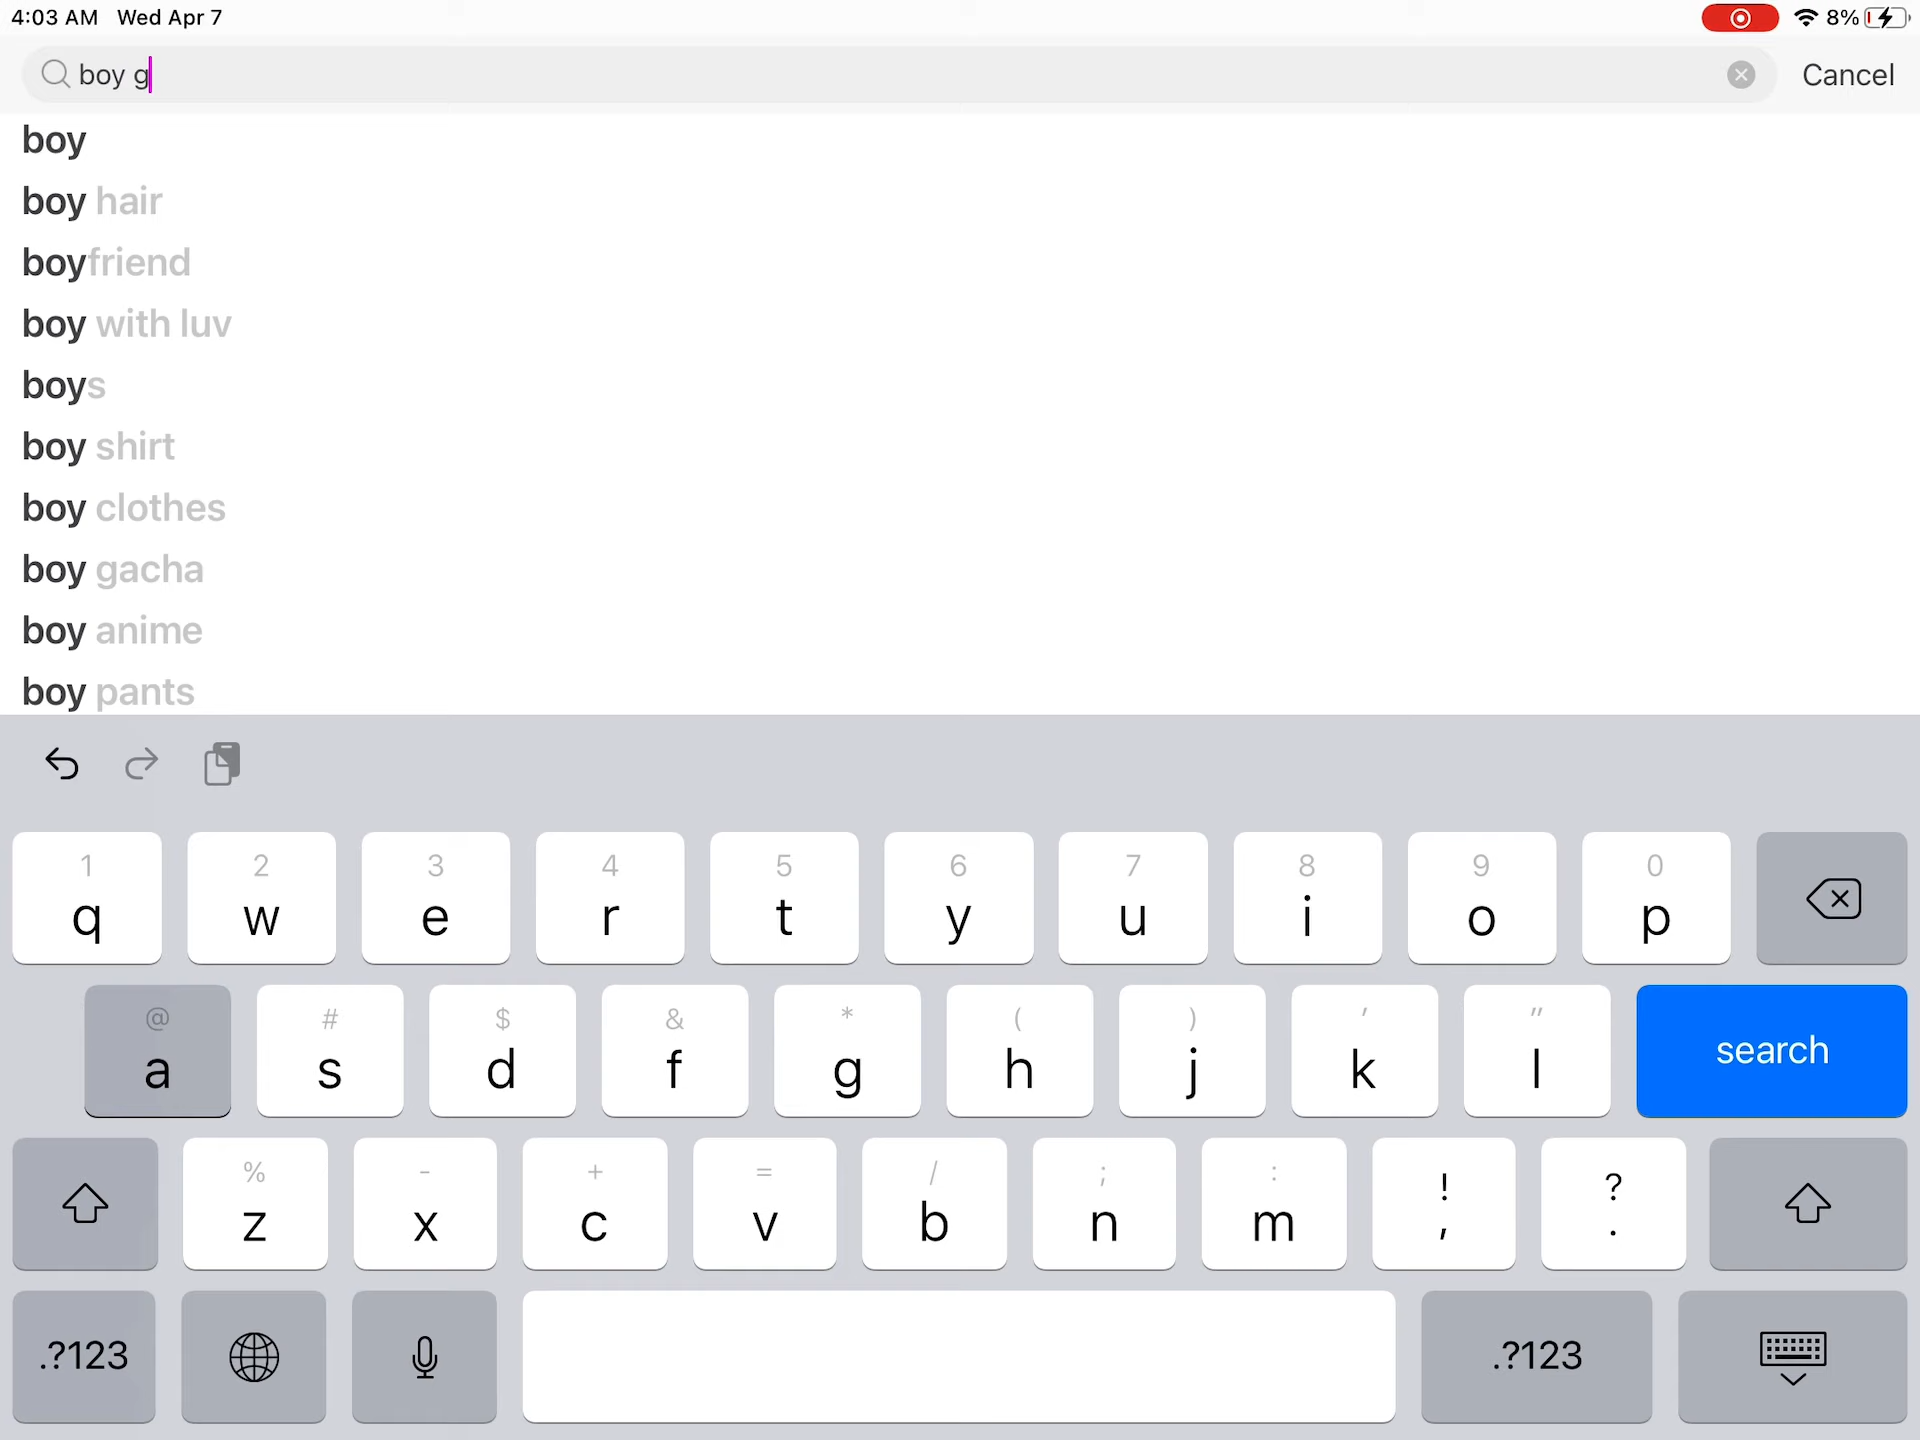 4:03 AM Wed Apr 7 8%
boy g Cancel
boy
boy hair
boyfriend
boy with luv
boys
boy shirt
boy clothes
boy gacha
boy anime
boy pants
1 2 3 4 5 6 7 8 9 0
q w e r t y u i o p
@ # $ & * ( ) ' "
a s d f g h j k l search
% - + = / ; : ! ?
z x c v b n m , .
.?123 .?123